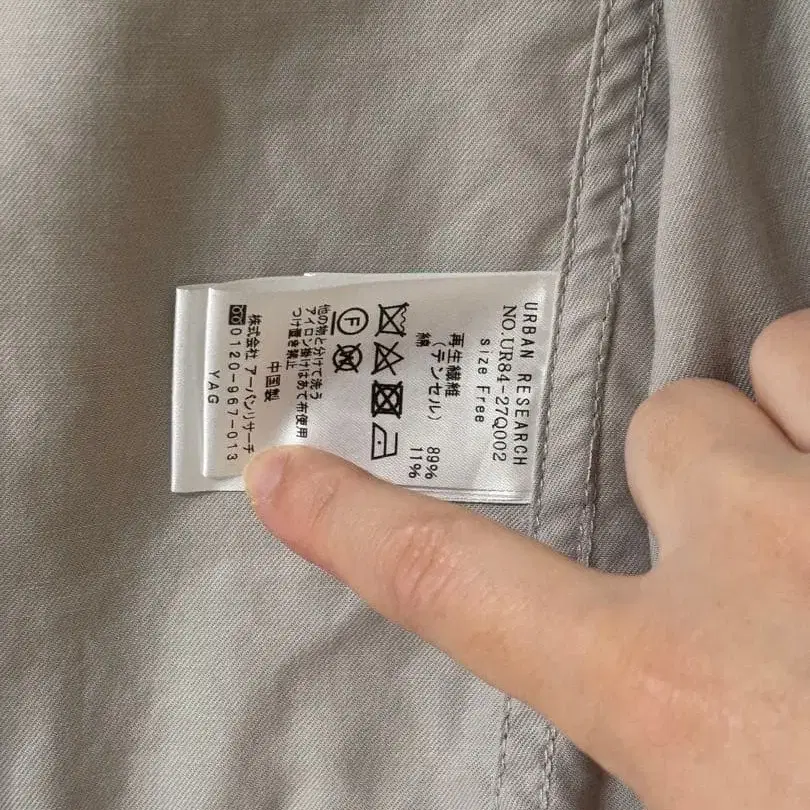 URBAN RESEARCH
NO.UR84-27Q002
Size Free
再生繊維
(テンセル) 89%
綿 11%
F W
他の物と分けて洗う
アイロン掛けはあて布使用
つけ置き禁止
中国製
株式会社 アーバンリサーチ
0120-967-013
YAG